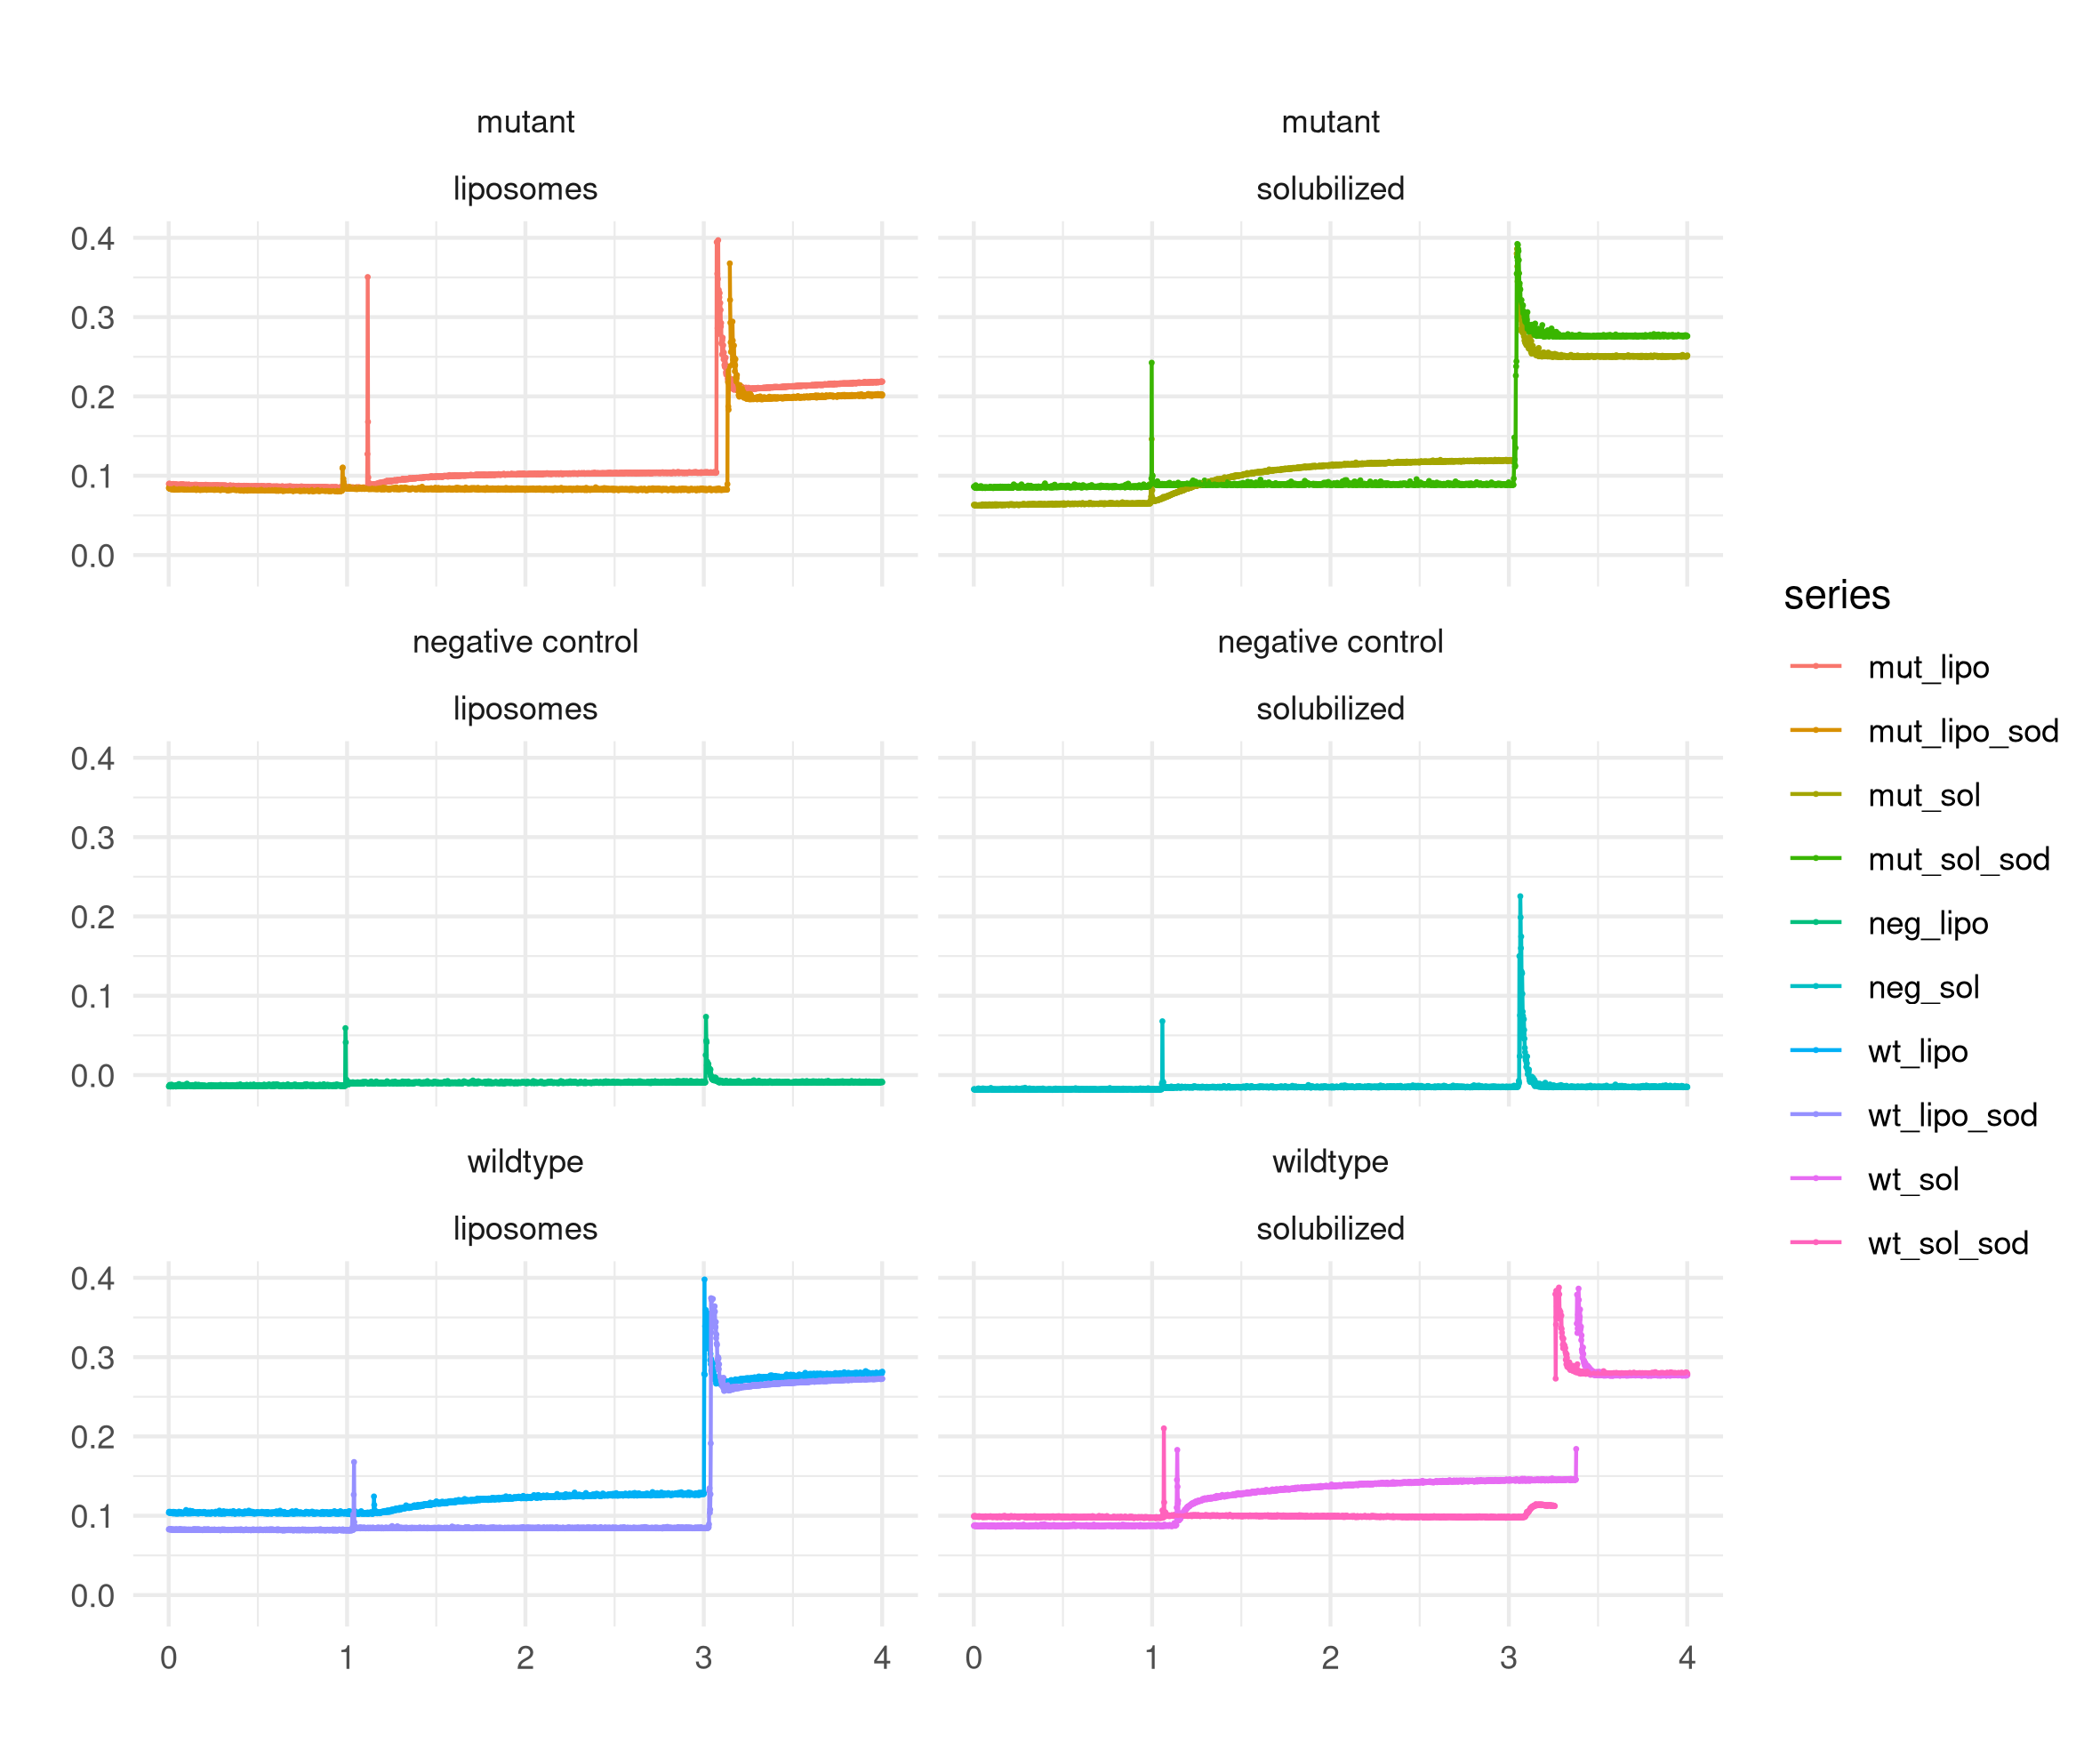 mutant mutant
liposomes solubilized
0.4
0.3
0.2
0.1
0.0
negative control negative control
liposomes solubilized
0.4
0.3
0.2
0.1
0.0
wildtype wildtype
liposomes solubilized
0.4
0.3
0.2
0.1
0.0
0 1 2 3 4 0 1 2 3 4
series
mut_lipo
mut_lipo_sod
mut_sol
mut_sol_sod
neg_lipo
neg_sol
wt_lipo
wt_lipo_sod
wt_sol
wt_sol_sod